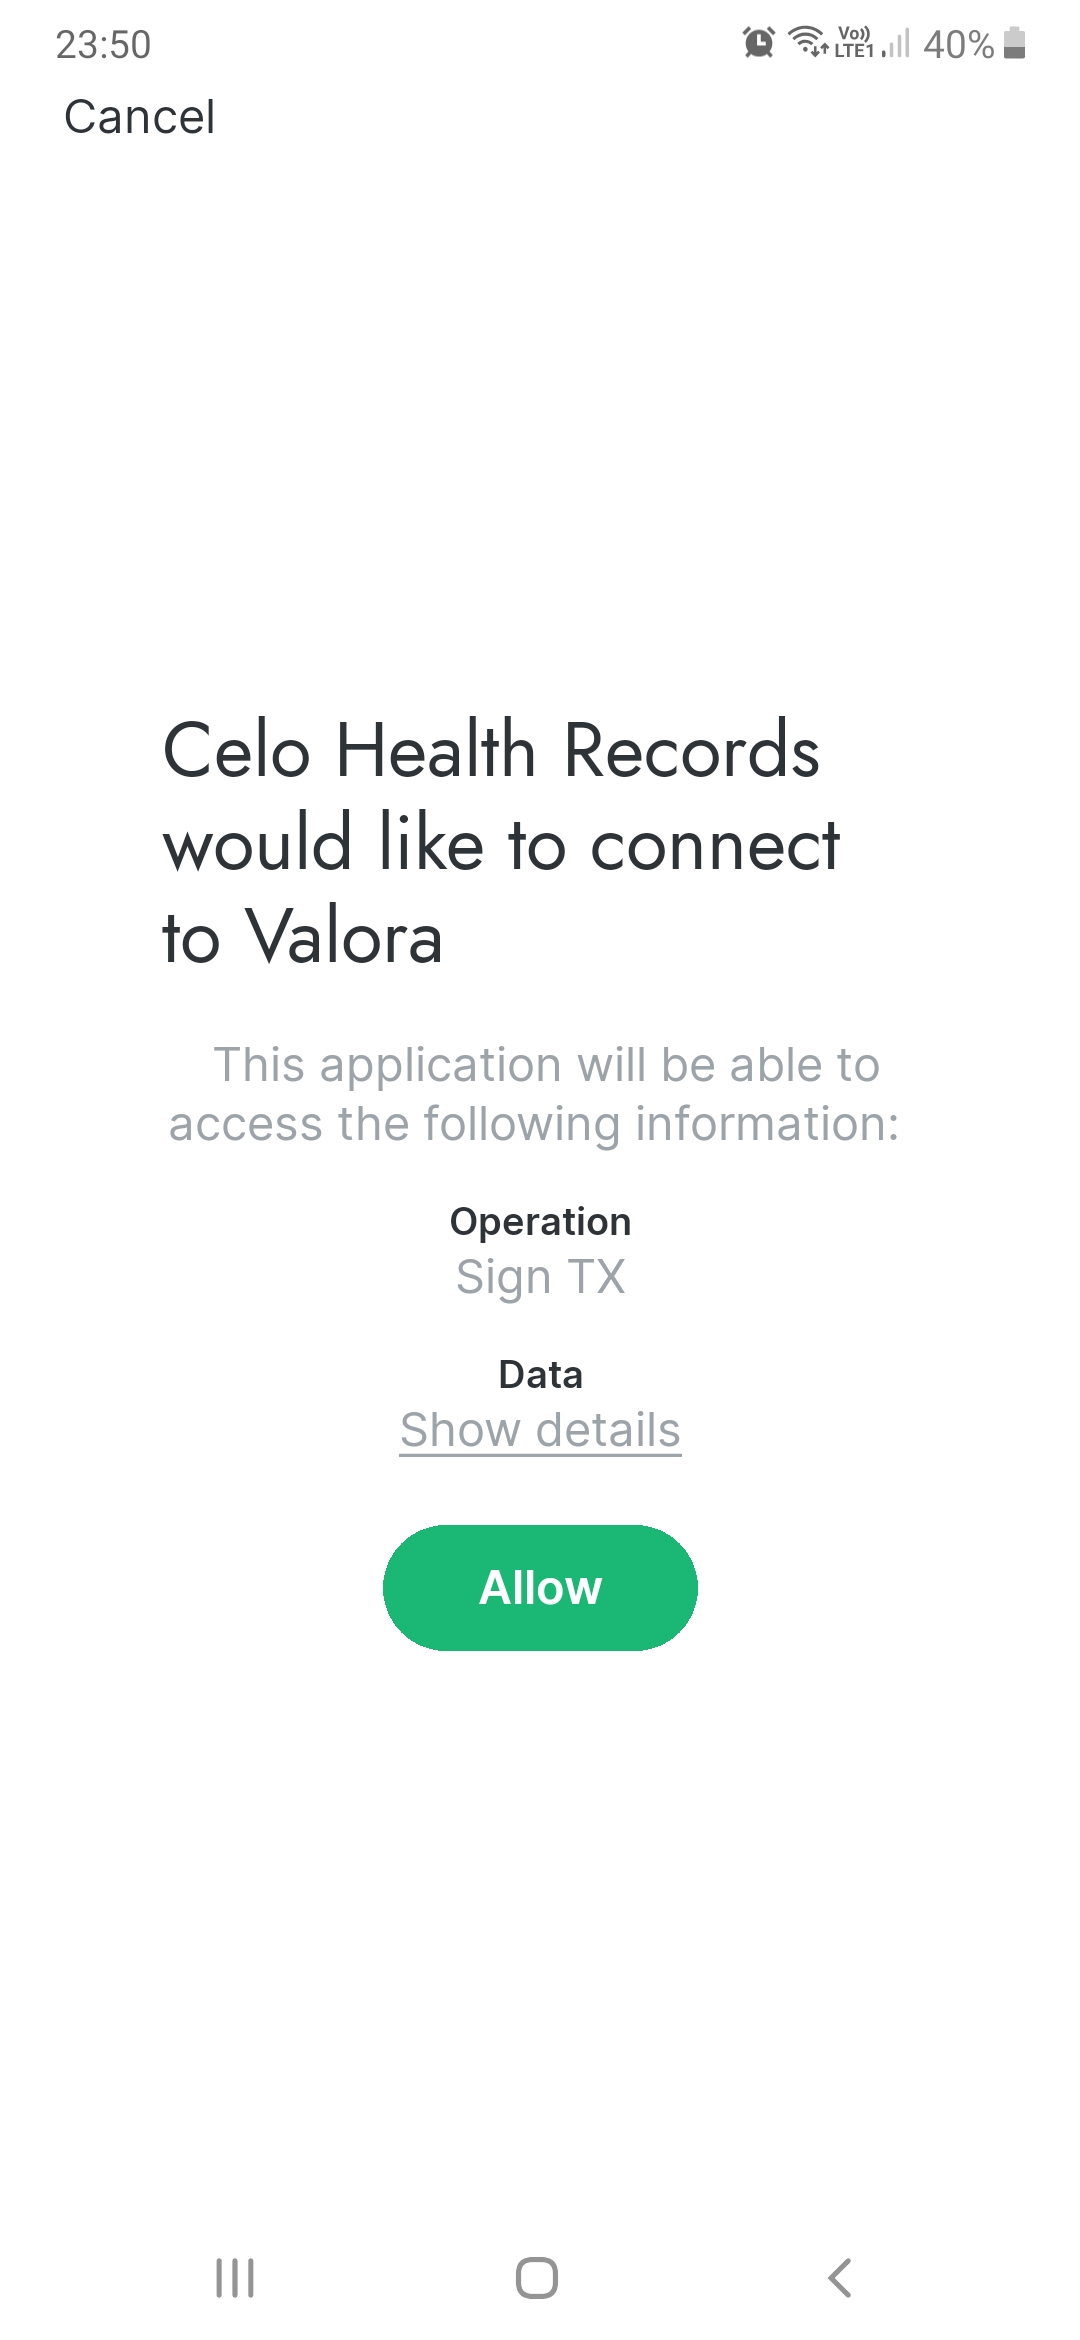 23:50
Vo)) LTE1 40%
Cancel
Celo Health Records
would like to connect
to Valora
This application will be able to
access the following information:
Operation
Sign TX
Data
Show details
Allow